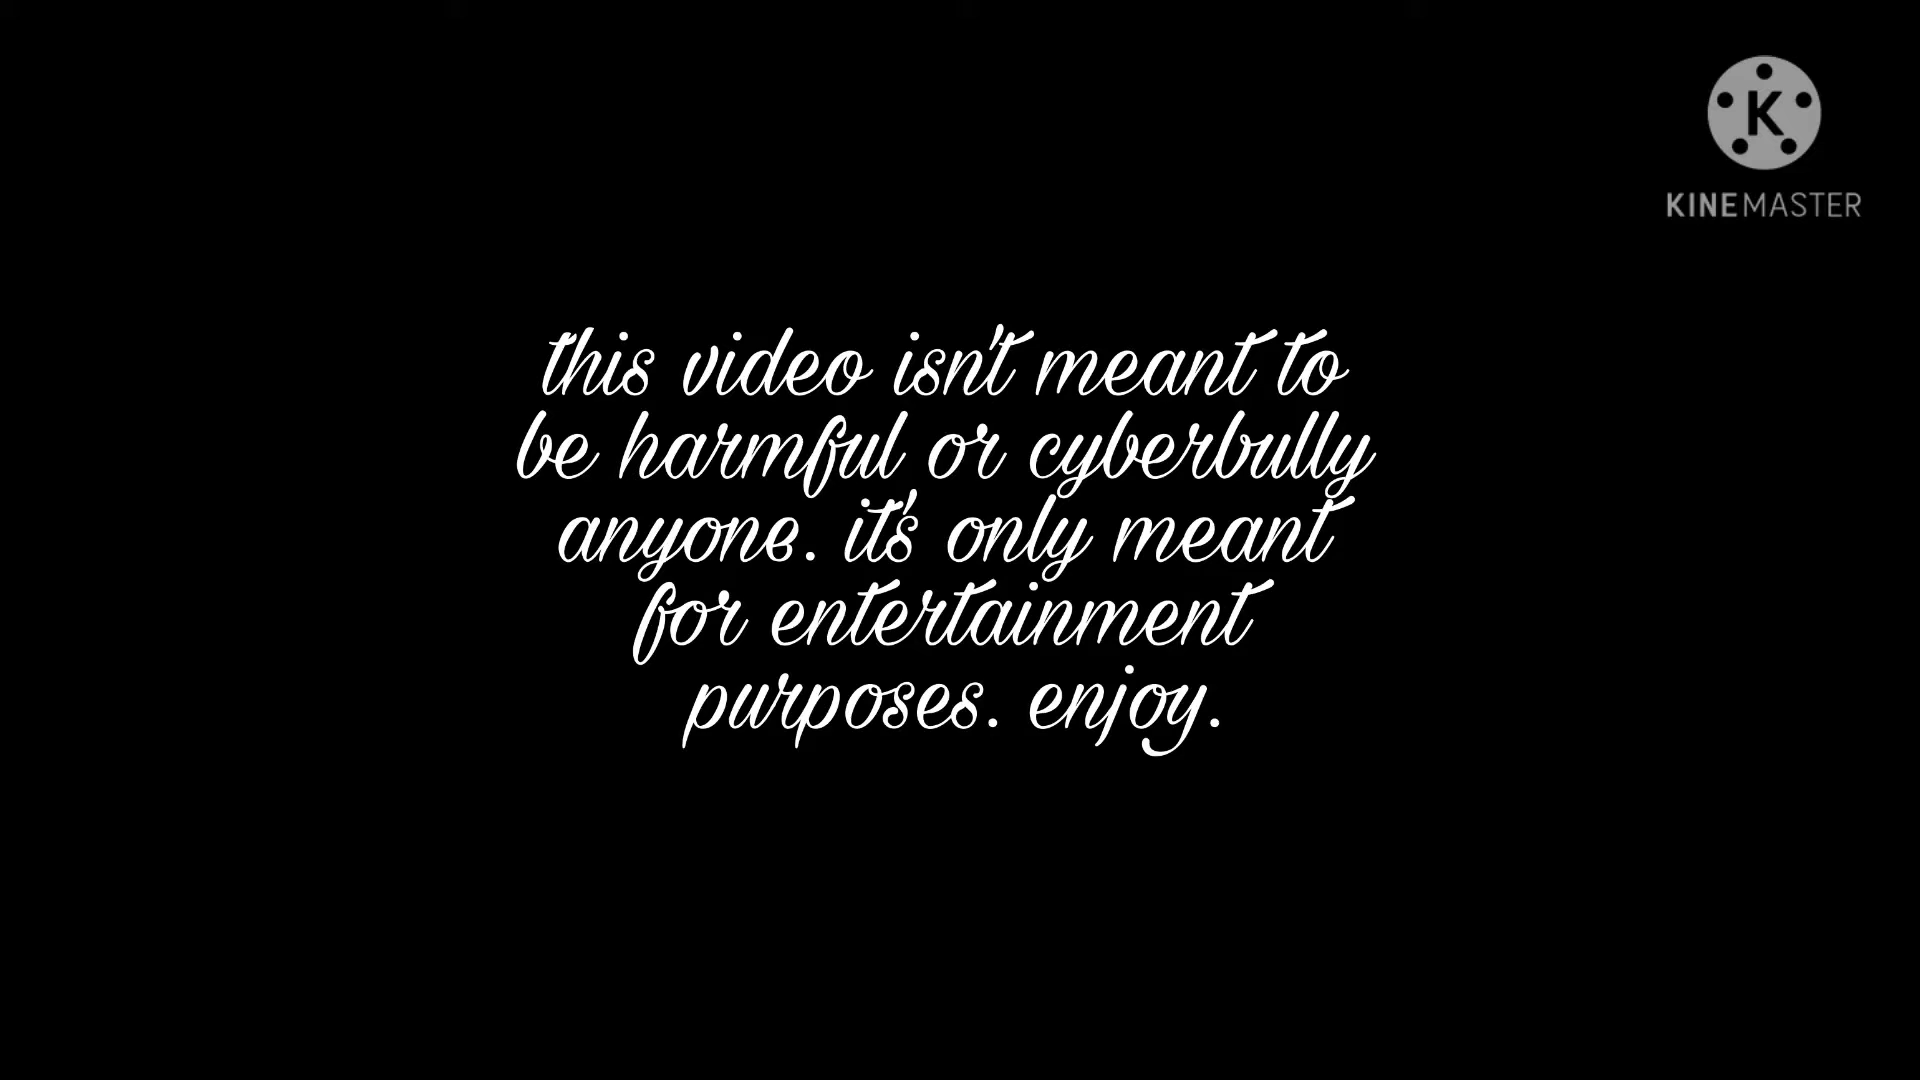 K
KINEMASTER
this video isn't meant to
be harmful or cyberbully
anyone. it's only meant
for entertainment
purposes. enjoy.